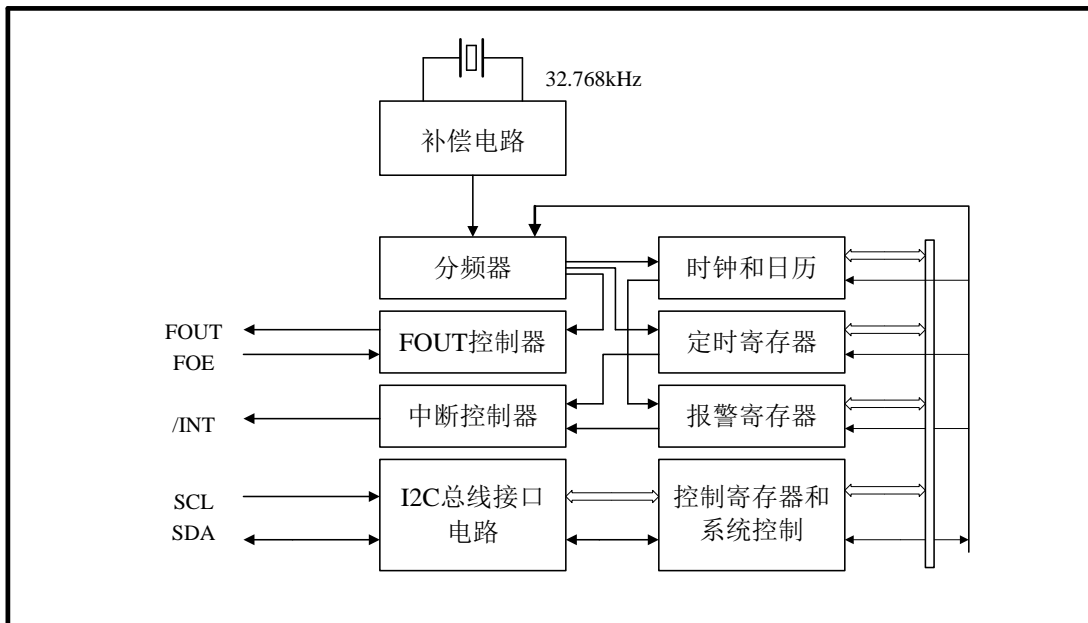 32.768kHz
补偿电路
分频器
时钟和日历
FOUT
FOE
FOUT控制器
定时寄存器
/INT
中断控制器
报警寄存器
SCL
SDA
I2C总线接口
电路
控制寄存器和
系统控制